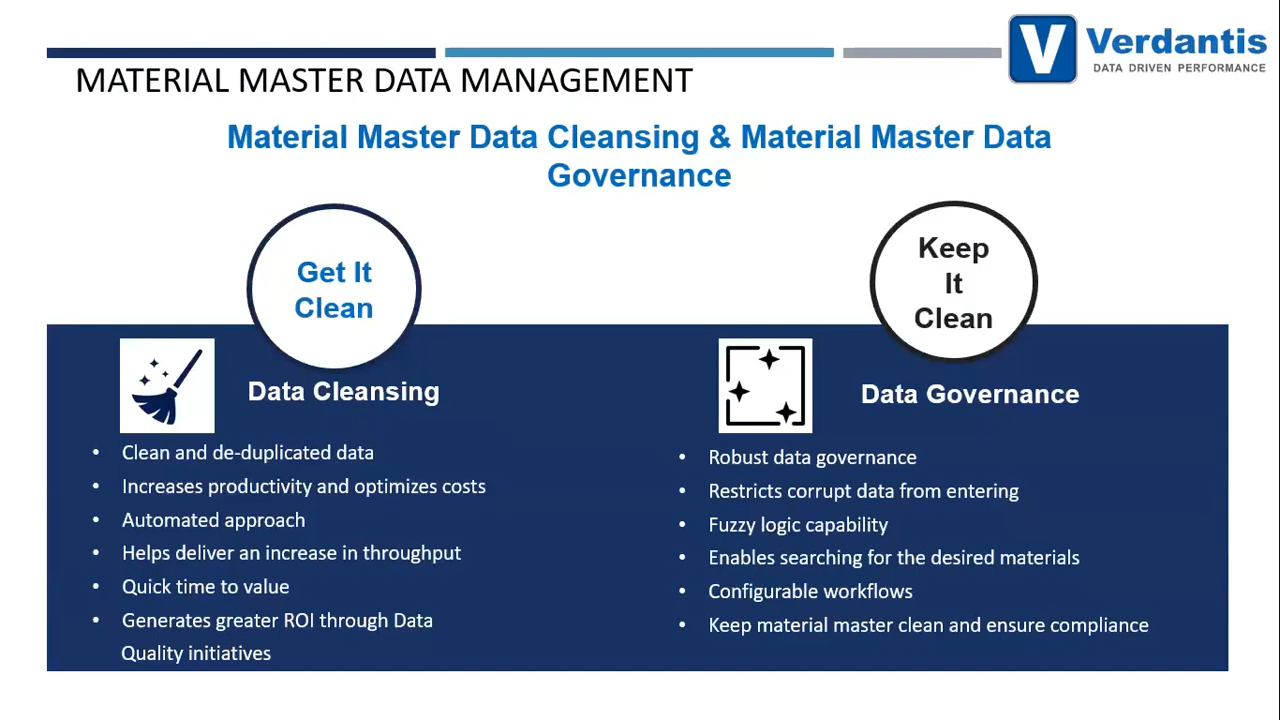 V Verdantis
DATA DRIVEN PERFORMANCE
MATERIAL MASTER DATA MANAGEMENT
Material Master Data Cleansing & Material Master Data
Governance
Get It
Clean
Data Cleansing
• Clean and de-duplicated data
• Increases productivity and optimizes costs
• Automated approach
• Helps deliver an increase in throughput
• Quick time to value
• Generates greater ROI through Data
Quality initiatives
Keep
It
Clean
Data Governance
• Robust data governance
• Restricts corrupt data from entering
• Fuzzy logic capability
• Enables searching for the desired materials
• Configurable workflows
• Keep material master clean and ensure compliance